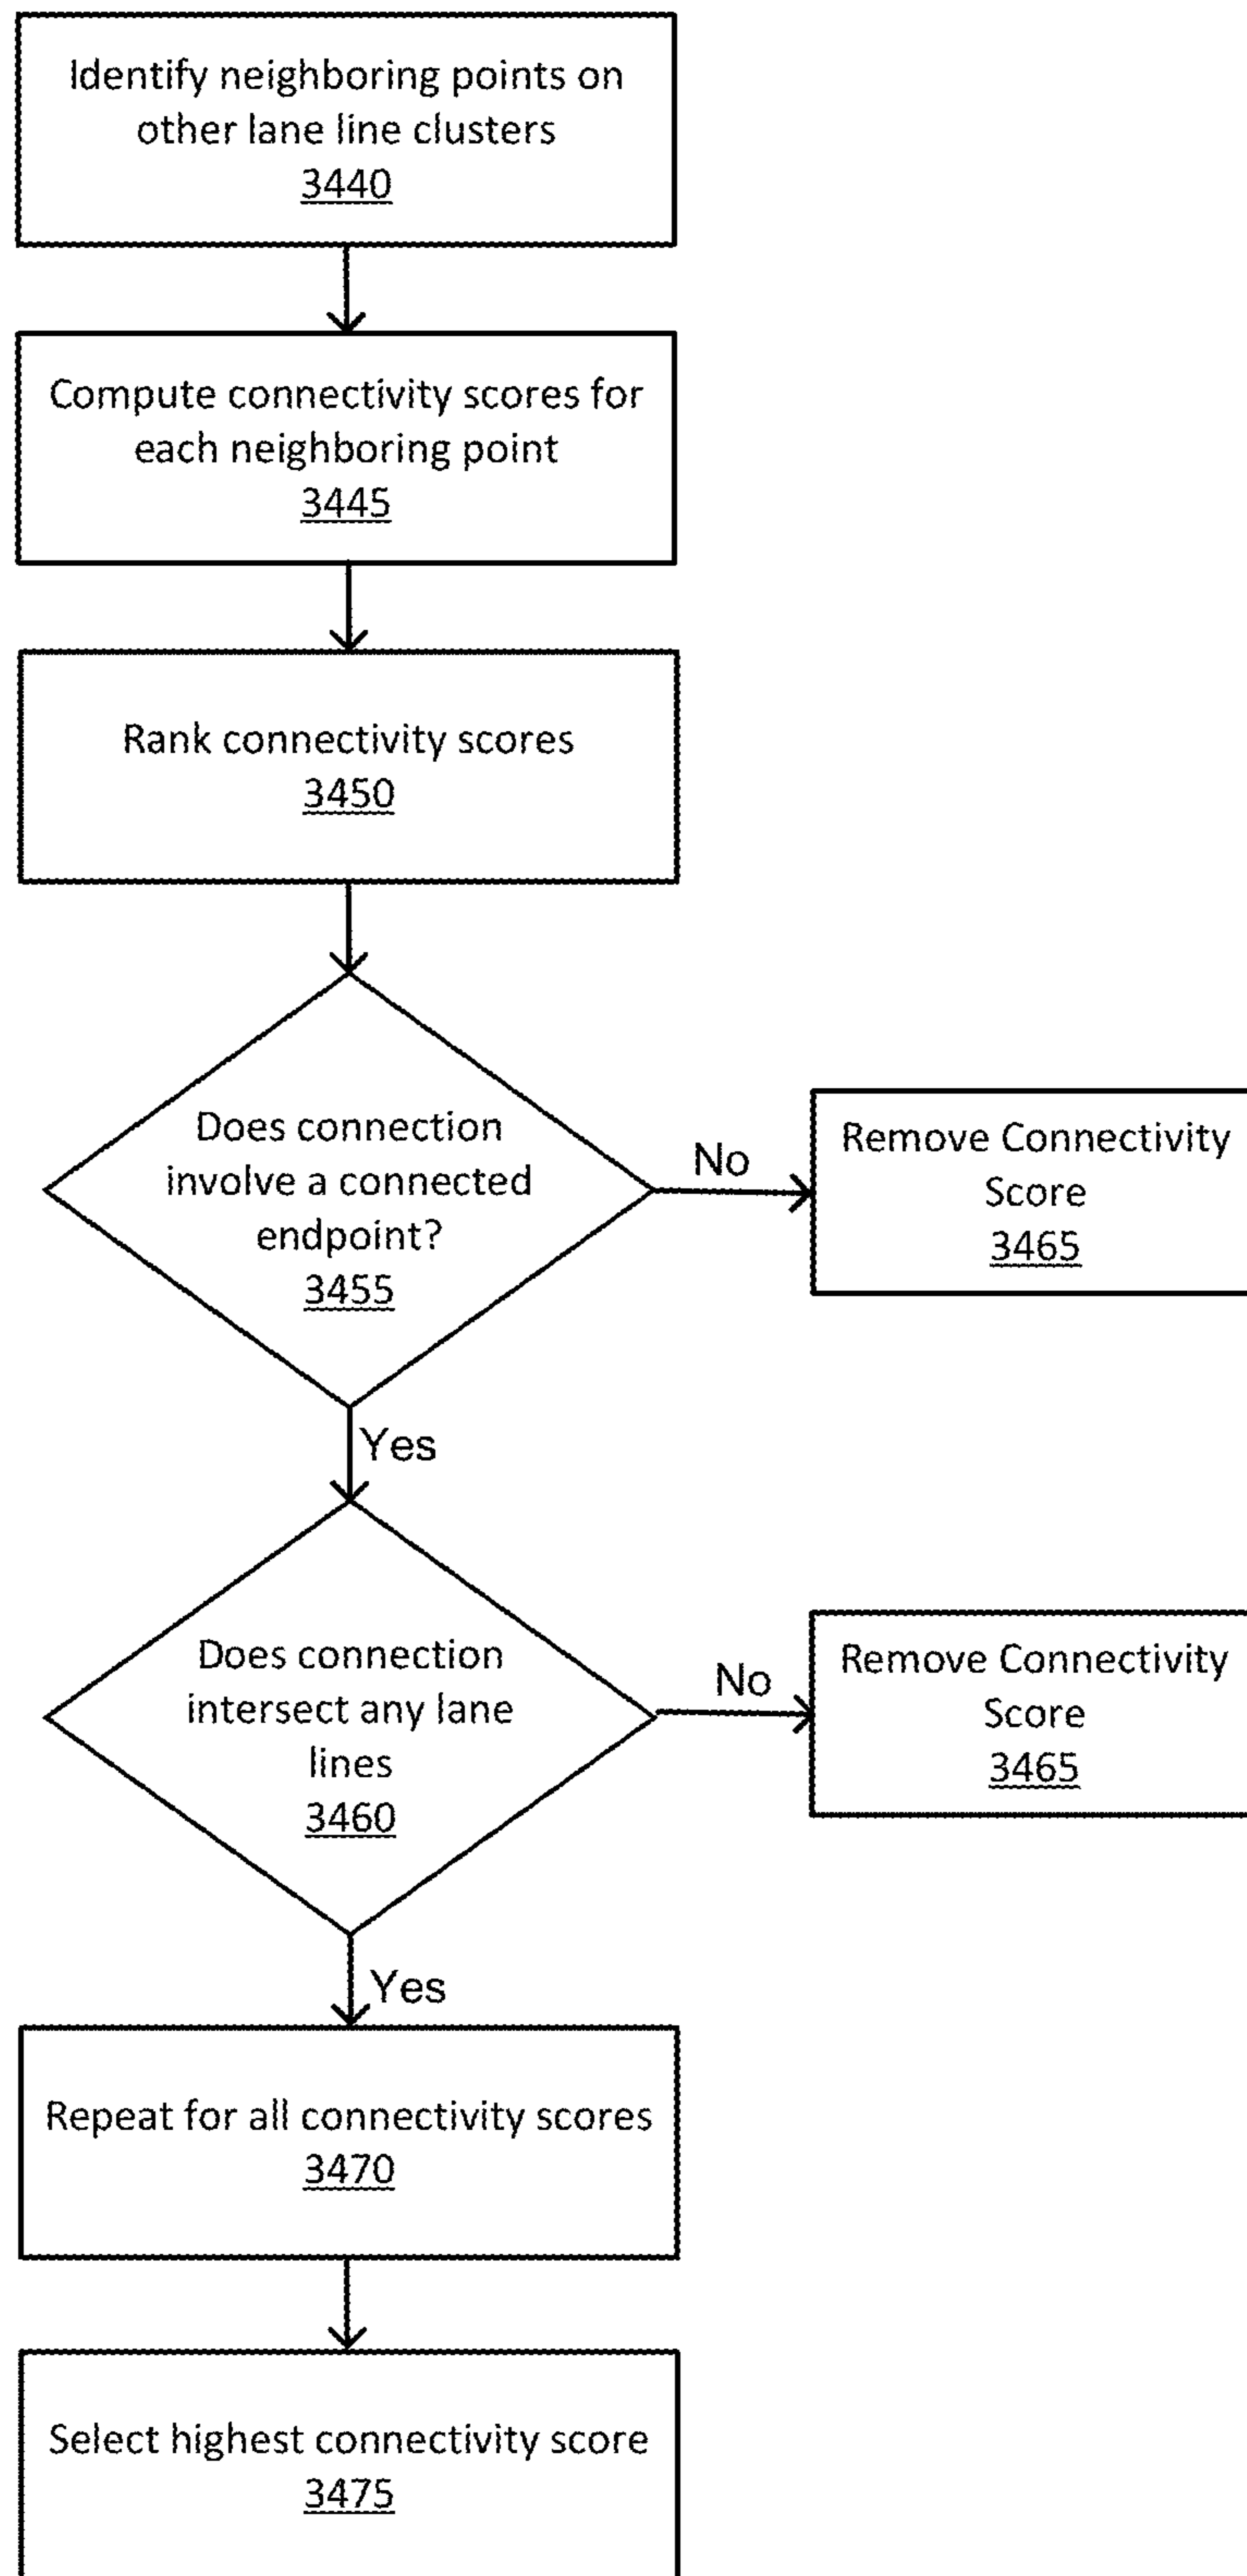 Identify neighboring points on
other lane line clusters
3440
Compute connectivity scores for
each neighboring point
3445
Rank connectivity scores
3450
Does connection
involve a connected
endpoint?
3455
No
Remove Connectivity
Score
3465
Yes
Does connection
intersect any lane
lines
3460
No
Remove Connectivity
Score
3465
Yes
Repeat for all connectivity scores
3470
Select highest connectivity score
3475